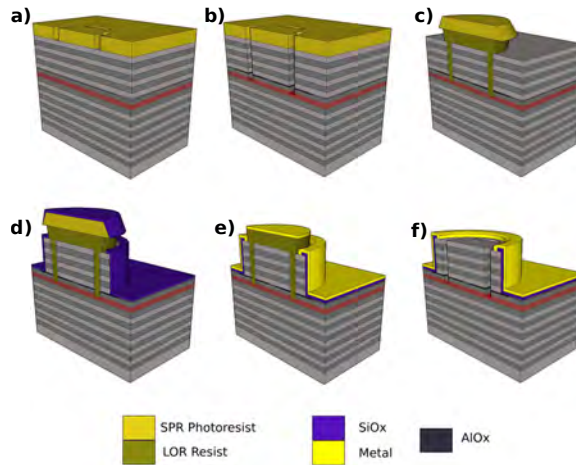 a)
b)
c)
d)
e)
f)
SPR Photoresist
LOR Resist
SiOx
Metal
AlOx